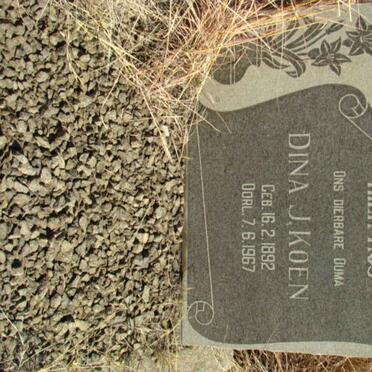 ONS DIERBARE OUMA
DINA J. KOEN
GEB. 16. 2. 1892
OORL. 7. 6. 1967